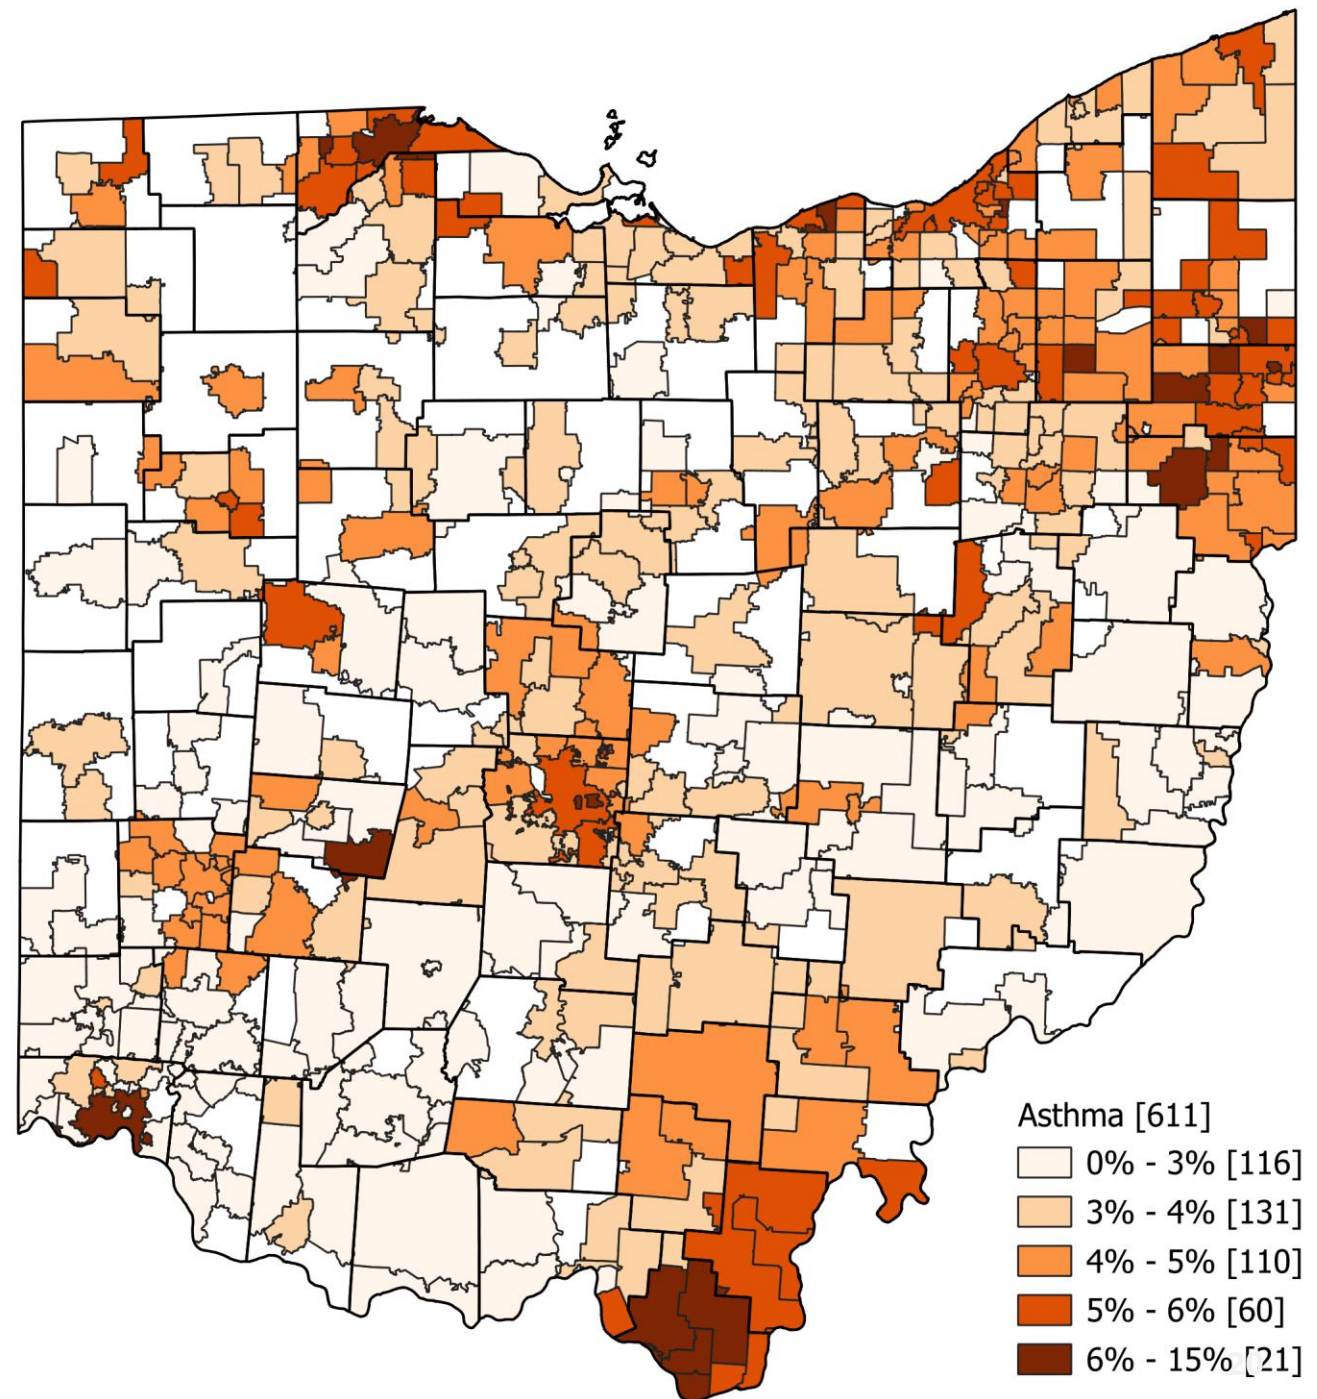 Asthma [611]
0% - 3% [116]
3% - 4% [131]
4% - 5% [110]
5% - 6% [60]
6% - 15% [21]